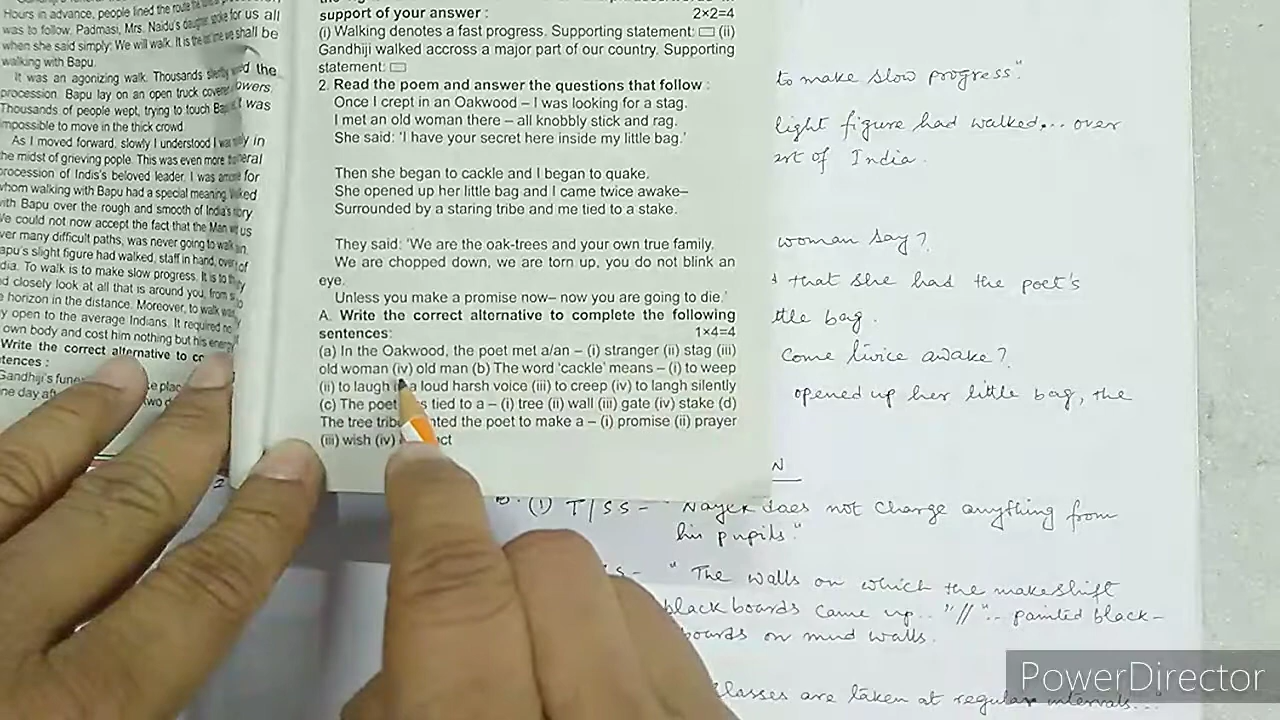 Hours in advance, people lined the route
was to follow. Padmasi, Mrs. Naidu's daughter spoke for us all
when she said simply: We will walk. It is the last time we shall be
walking with Bapu.
It was an agonizing walk. Thousands silently the
procession. Bapu lay on an open truck covered
Thousands of people wept, trying to touch was
impossible to move in the thick crowd.
As I moved forward, slowly I understood I was in
the midst of grieving pople. This was even more funeral
procession of Indis's beloved leader. I was for
whom walking with Bapu had a special meaning.
with Bapu over the rough and smooth of India's
We could not now accept the fact that the Man us
over many difficult paths, was never going to walk
Bapu's slight figure had walked, staff in hand, over
India. To walk is to make slow progress. It is to
and closely look at all that is around you, from
horizon in the distance. Moreover, to walk
open to the average Indians. It required
own body and cost him nothing but his
Write the correct alternative to
tences :
Gandhiji's place
day
support of your answer : 2×2=4
(i) Walking denotes a fast progress. Supporting statement: (ii)
Gandhiji walked accross a major part of our country. Supporting
statement:
2. Read the poem and answer the questions that follow :
Once I crept in an Oakwood – I was looking for a stag.
I met an old woman there – all knobbly stick and rag.
She said: 'I have your secret here inside my little bag.'
Then she began to cackle and I began to quake.
She opened up her little bag and I came twice awake–
Surrounded by a staring tribe and me tied to a stake.
They said: 'We are the oak-trees and your own true family.
We are chopped down, we are torn up, you do not blink an
eye.
Unless you make a promise now– now you are going to die.'
A. Write the correct alternative to complete the following
sentences: 1×4=4
(a) In the Oakwood, the poet met a/an – (i) stranger (ii) stag (iii)
old woman (iv) old man (b) The word 'cackle' means – (i) to weep
(ii) to laugh a loud harsh voice (iii) to creep (iv) to langh silently
(c) The poet tied to a – (i) tree (ii) wall (iii) gate (iv) stake (d)
The tree the poet to make a – (i) promise (ii) prayer
(iii) wish (iv)
to make slow progress".
light figure had walked... over
of India.
woman say?
that she had the poet's
bag.
come twice awake?
opened up her little bag, the
N
B. (i) T/SS – "Nayek does not charge anything from
his pupils."
"The walls on which the makeshift
blackboards came up.."//".. painted black-
boards on mud walls.
classes are taken at regular intervals..."
PowerDirector